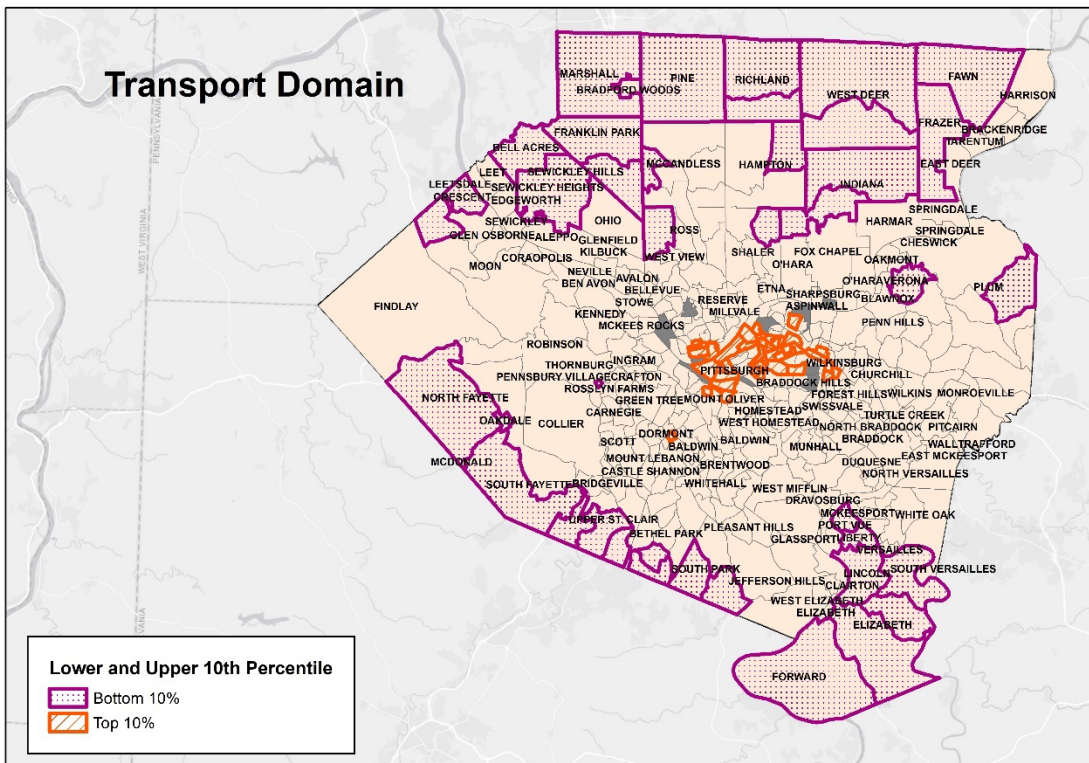 Transport Domain
PENNSYLVANIA
WEST VIRGINIA
MARSHALL
BRADFORD WOODS
PINE
RICHLAND
WEST DEER
FAWN
HARRISON
FRAZER
BRACKENRIDGE
TARENTUM
EAST DEER
FRANKLIN PARK
BELL ACRES
MCCANDLESS
HAMPTON
INDIANA
LEET
SEWICKLEY HILLS
LEETSDALE
CRESCENT
SEWICKLEY HEIGHTS
EDGEWORTH
SEWICKLEY
OHIO
ROSS
SPRINGDALE
HARMAR
SPRINGDALE
CHESWICK
GLEN OSBORNE
ALEPPO
GLENFIELD
KILBUCK
WEST VIEW
SHALER
FOX CHAPEL
OAKMONT
MOON
CORAOPOLIS
NEVILLE
AVALON
BEN AVON
BELLEVUE
O'HARA
ETNA
O'HARA
VERONA
PLUM
STOWE
RESERVE
SHARPSBURG
BLAWNOX
FINDLAY
KENNEDY
MILLVALE
ASPINWALL
PENN HILLS
MCKEES ROCKS
ROBINSON
INGRAM
THORNBURG
PENNSBURY VILLAGE
CRAFTON
PITTSBURGH
WILKINSBURG
CHURCHILL
ROSSLYN FARMS
BRADDOCK HILLS
NORTH FAYETTE
GREEN TREE
MOUNT OLIVER
FOREST HILLS
WILKINS
MONROEVILLE
CARNEGIE
HOMESTEAD
SWISSVALE
OAKDALE
COLLIER
WEST HOMESTEAD
TURTLE CREEK
NORTH BRADDOCK
PITCAIRN
DORMONT
SCOTT
BALDWIN
BALDWIN
MUNHALL
BRADDOCK
WALL
TRAFFORD
EAST MCKEESPORT
MCDONALD
MOUNT LEBANON
CASTLE SHANNON
BRENTWOOD
DUQUESNE
NORTH VERSAILLES
SOUTH FAYETTE
BRIDGEVILLE
WHITEHALL
WEST MIFFLIN
DRAVOSBURG
UPPER ST. CLAIR
MCKEESPORT
WHITE OAK
BETHEL PARK
PLEASANT HILLS
PORT VUE
GLASSPORT
LIBERTY
VERSAILLES
SOUTH PARK
JEFFERSON HILLS
LINCOLN
SOUTH VERSAILLES
CLAIRTON
WEST ELIZABETH
ELIZABETH
ELIZABETH
FORWARD
Lower and Upper 10th Percentile
Bottom 10%
Top 10%